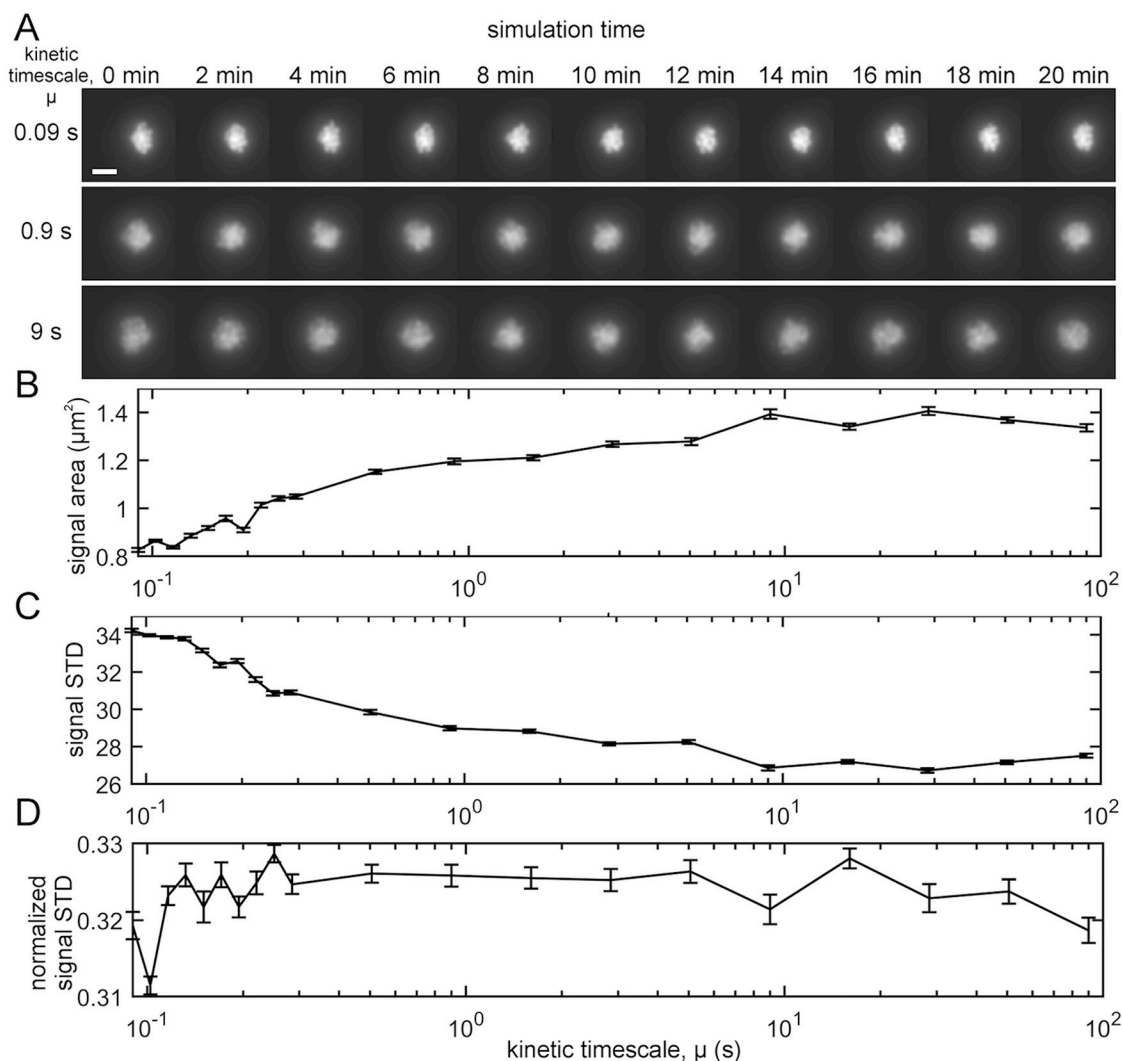 A
simulation time
kinetic
timescale,
μ
0 min 2 min 4 min 6 min 8 min 10 min 12 min 14 min 16 min 18 min 20 min
0.09 s
0.9 s
9 s
B
signal area (μm²)
1.4
1.2
1
0.8
10⁻¹ 10⁰ 10¹ 10²
C
signal STD
34
32
30
28
26
10⁻¹ 10⁰ 10¹ 10²
D
normalized
signal STD
0.33
0.32
0.31
10⁻¹ 10⁰ 10¹ 10²
kinetic timescale, μ (s)